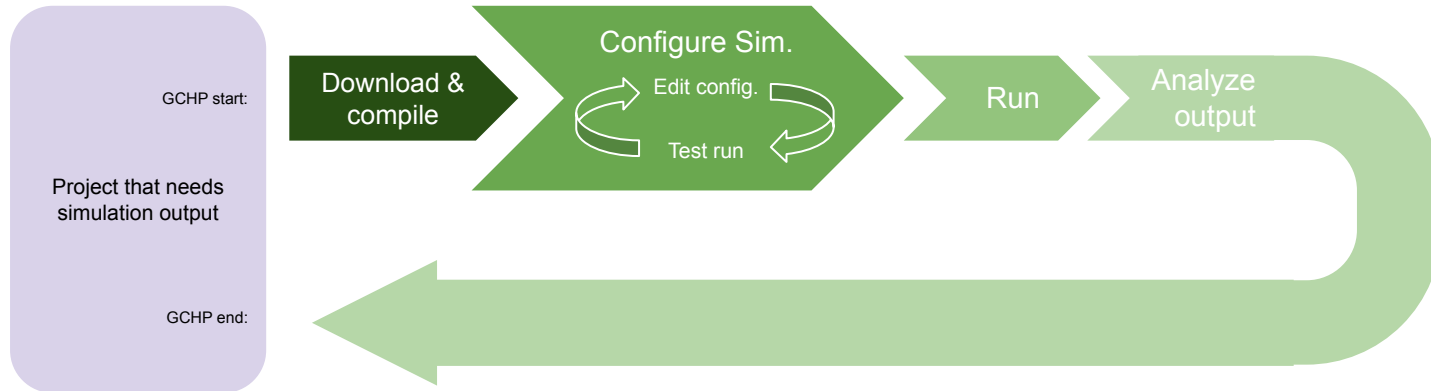 GCHP start:
Project that needs
simulation output
GCHP end:
Download &
compile
Configure Sim.
Edit config.
Test run
Run
Analyze
output